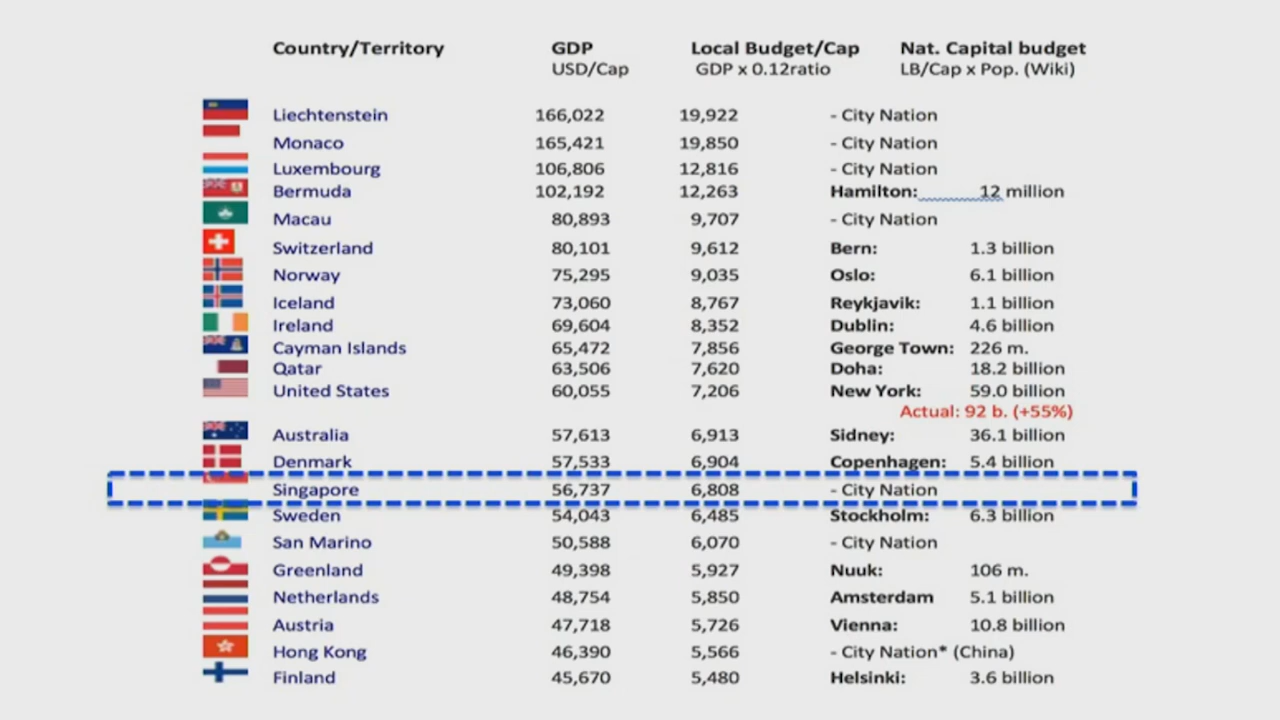 Country/Territory GDP Local Budget/Cap Nat. Capital budget
USD/Cap GDP x 0.12ratio LB/Cap x Pop. (Wiki)
Liechtenstein 166,022 19,922 - City Nation
Monaco 165,421 19,850 - City Nation
Luxembourg 106,806 12,816 - City Nation
Bermuda 102,192 12,263 Hamilton: 12 million
Macau 80,893 9,707 - City Nation
Switzerland 80,101 9,612 Bern: 1.3 billion
Norway 75,295 9,035 Oslo: 6.1 billion
Iceland 73,060 8,767 Reykjavik: 1.1 billion
Ireland 69,604 8,352 Dublin: 4.6 billion
Cayman Islands 65,472 7,856 George Town: 226 m.
Qatar 63,506 7,620 Doha: 18.2 billion
United States 60,055 7,206 New York: 59.0 billion
Actual: 92 b. (+55%)
Australia 57,613 6,913 Sidney: 36.1 billion
Denmark 57,533 6,904 Copenhagen: 5.4 billion
Singapore 56,737 6,808 - City Nation
Sweden 54,043 6,485 Stockholm: 6.3 billion
San Marino 50,588 6,070 - City Nation
Greenland 49,398 5,927 Nuuk: 106 m.
Netherlands 48,754 5,850 Amsterdam 5.1 billion
Austria 47,718 5,726 Vienna: 10.8 billion
Hong Kong 46,390 5,566 - City Nation* (China)
Finland 45,670 5,480 Helsinki: 3.6 billion